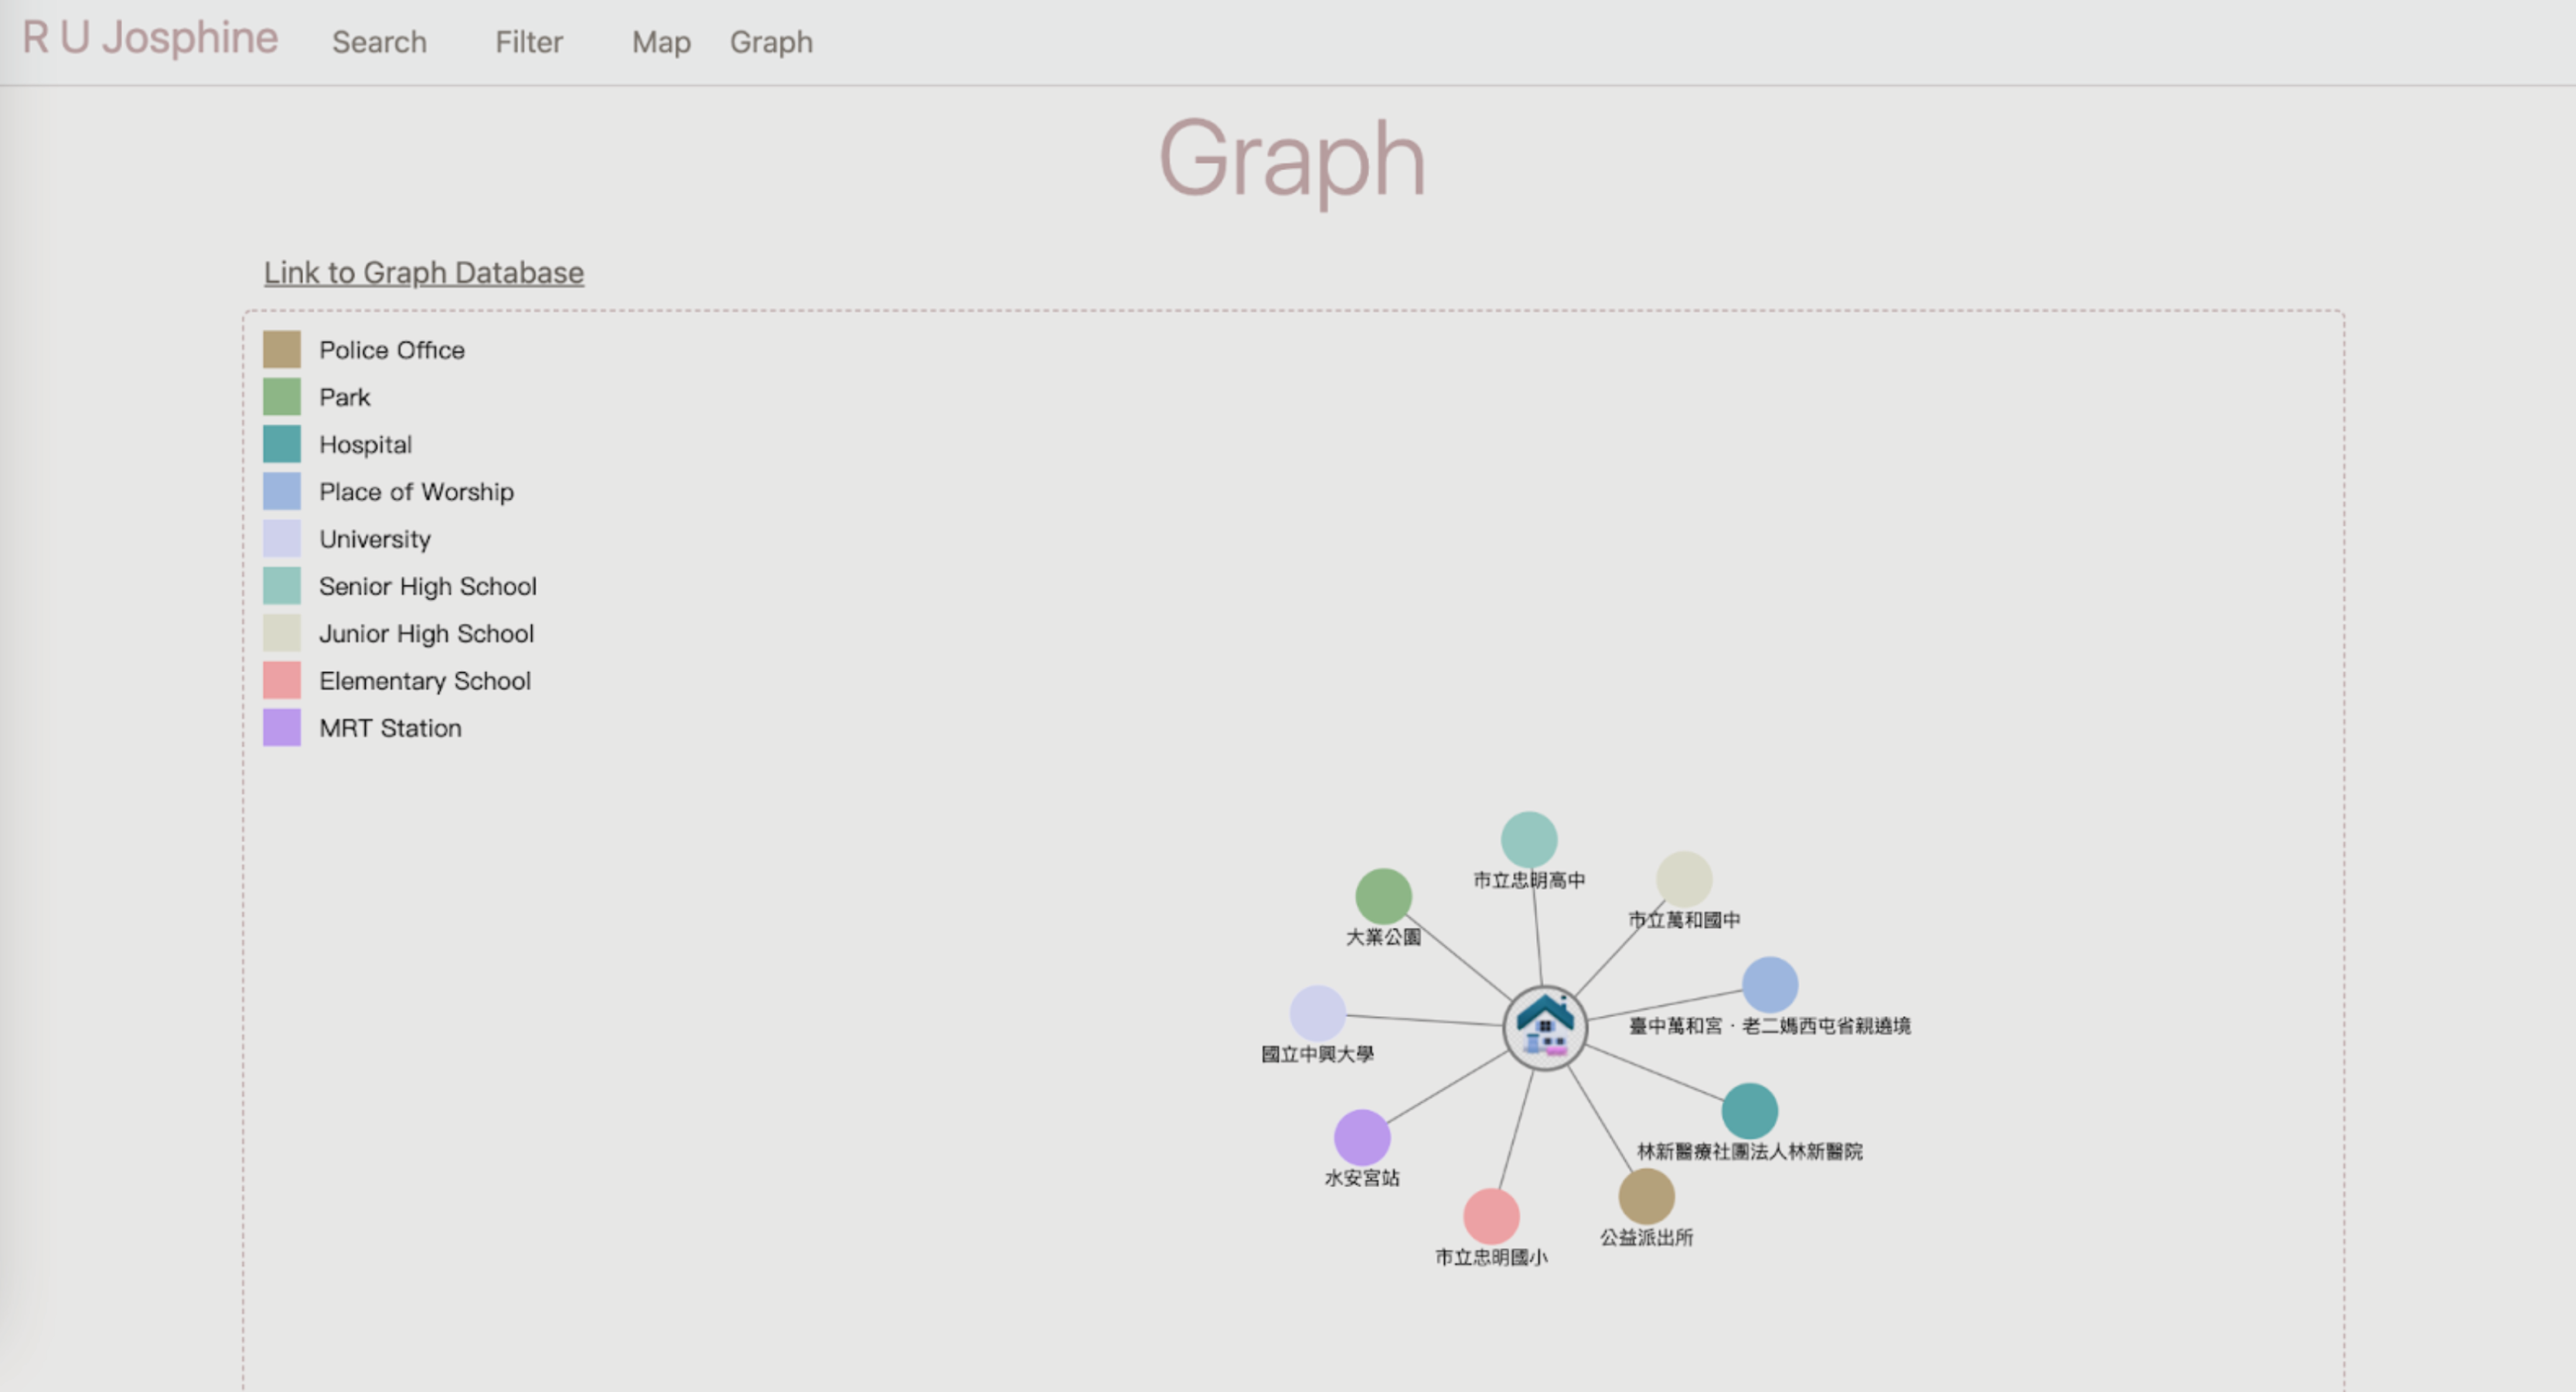 R U Josphine Search Filter Map Graph
Graph
Link to Graph Database
Police Office
Park
Hospital
Place of Worship
University
Senior High School
Junior High School
Elementary School
MRT Station
市立忠明高中
市立萬和國中
大業公園
臺中萬和宮‧老二媽西屯省親遶境
國立中興大學
林新醫療社團法人林新醫院
水安宮站
公益派出所
市立忠明國小